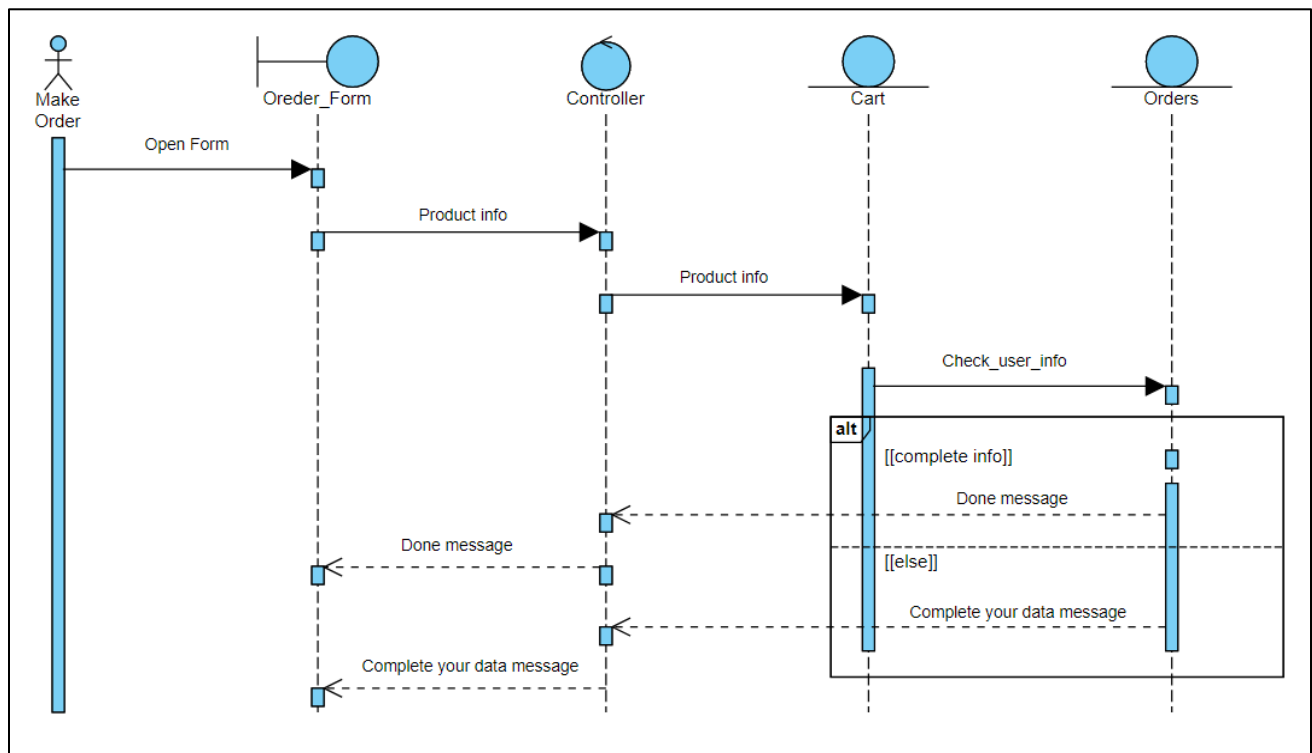 Make
Order
Oreder_Form
Controller
Cart
Orders
Open Form
Product info
Product info
Check_user_info
alt
[[complete info]]
Done message
Done message
[[else]]
Complete your data message
Complete your data message